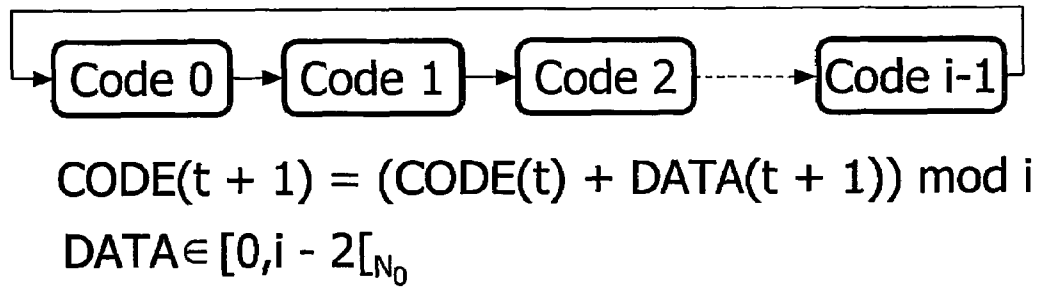 Code 0 Code 1 Code 2 Code i-1
CODE(t + 1) = (CODE(t) + DATA(t + 1)) mod i
DATA∈[0,i - 2[N₀